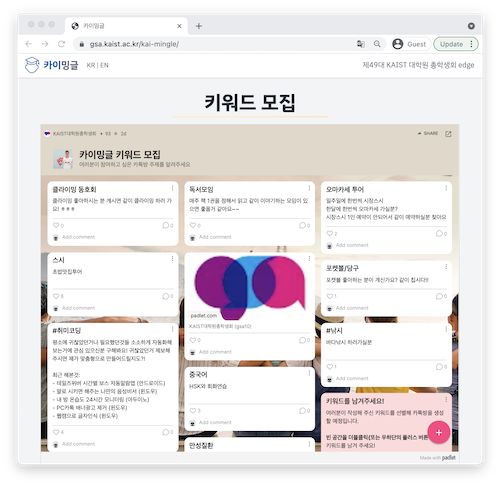 gsa.kaist.ac.kr/kai-mingle/
Guest
Update
카이밍글
KR | EN
제49대 KAIST 대학원 총학생회 edge
키워드 모집
KAIST대학원총학생회
SHARE
카이밍글 키워드 모집
여러분이 참여하고 싶은 카톡방 주제를 알려주세요
클라이밍 동호회
클라이밍 좋아하시는 분 계시면 같이 클라이밍 하러 가요! ㅎㅎㅎ
0
0
Add comment
스시
초밥맛집투어
8
0
Add comment
#취미코딩
평소에 귀찮았던거나 필요했던것을 소소하게 자동화해
보는거에 관심 있으신분 구해봐요! 귀찮았던거 제보해
주시면 제가 맞춤형으로 만들어드릴지도?!
최근 해본것:
- 테일즈위버 시간별 보스 자동알람앱 (안드로이드)
- 말로 시키면 해주는 나만의 음성비서 (윈도우)
- 내 방 온습도 24시간 모니터링 (아두이노)
- PC카톡 배너광고 제거 (윈도우)
- 웹캠으로 글자인식 (윈도우)
4
0
Add comment
독서모임
매주 책 1권을 정해서 읽고 같이 이야기하는 모임이 있으면 좋을거 같아요~~
0
0
Add comment
gsa
padlet.com
KAIST대학원총학생회 (gsa10)
중국어
HSK와 회화연습
3
0
Add comment
만성질환
오마카세 투어
일주일에 한번씩 시장스시
한달에 한번씩 오마카세 가실분?
시장스시 1인 예약이 안되어서 같이 예약하실분 찾아요
2
0
Add comment
포켓볼/당구
포켓볼 좋아하는 분이 계신가요? 같이 칩시다!!
1
0
Add comment
#낚시
바다낚시 하러가실분
1
0
Add comment
키워드를 남겨주세요!
여러분이 작성해 주신 키워드를 선별해 카톡방을 생성할 예정입니다.
빈 공간을 더블클릭(또는 우하단의 플러스 버튼
키워드를 남겨 주세요.
Made with padlet